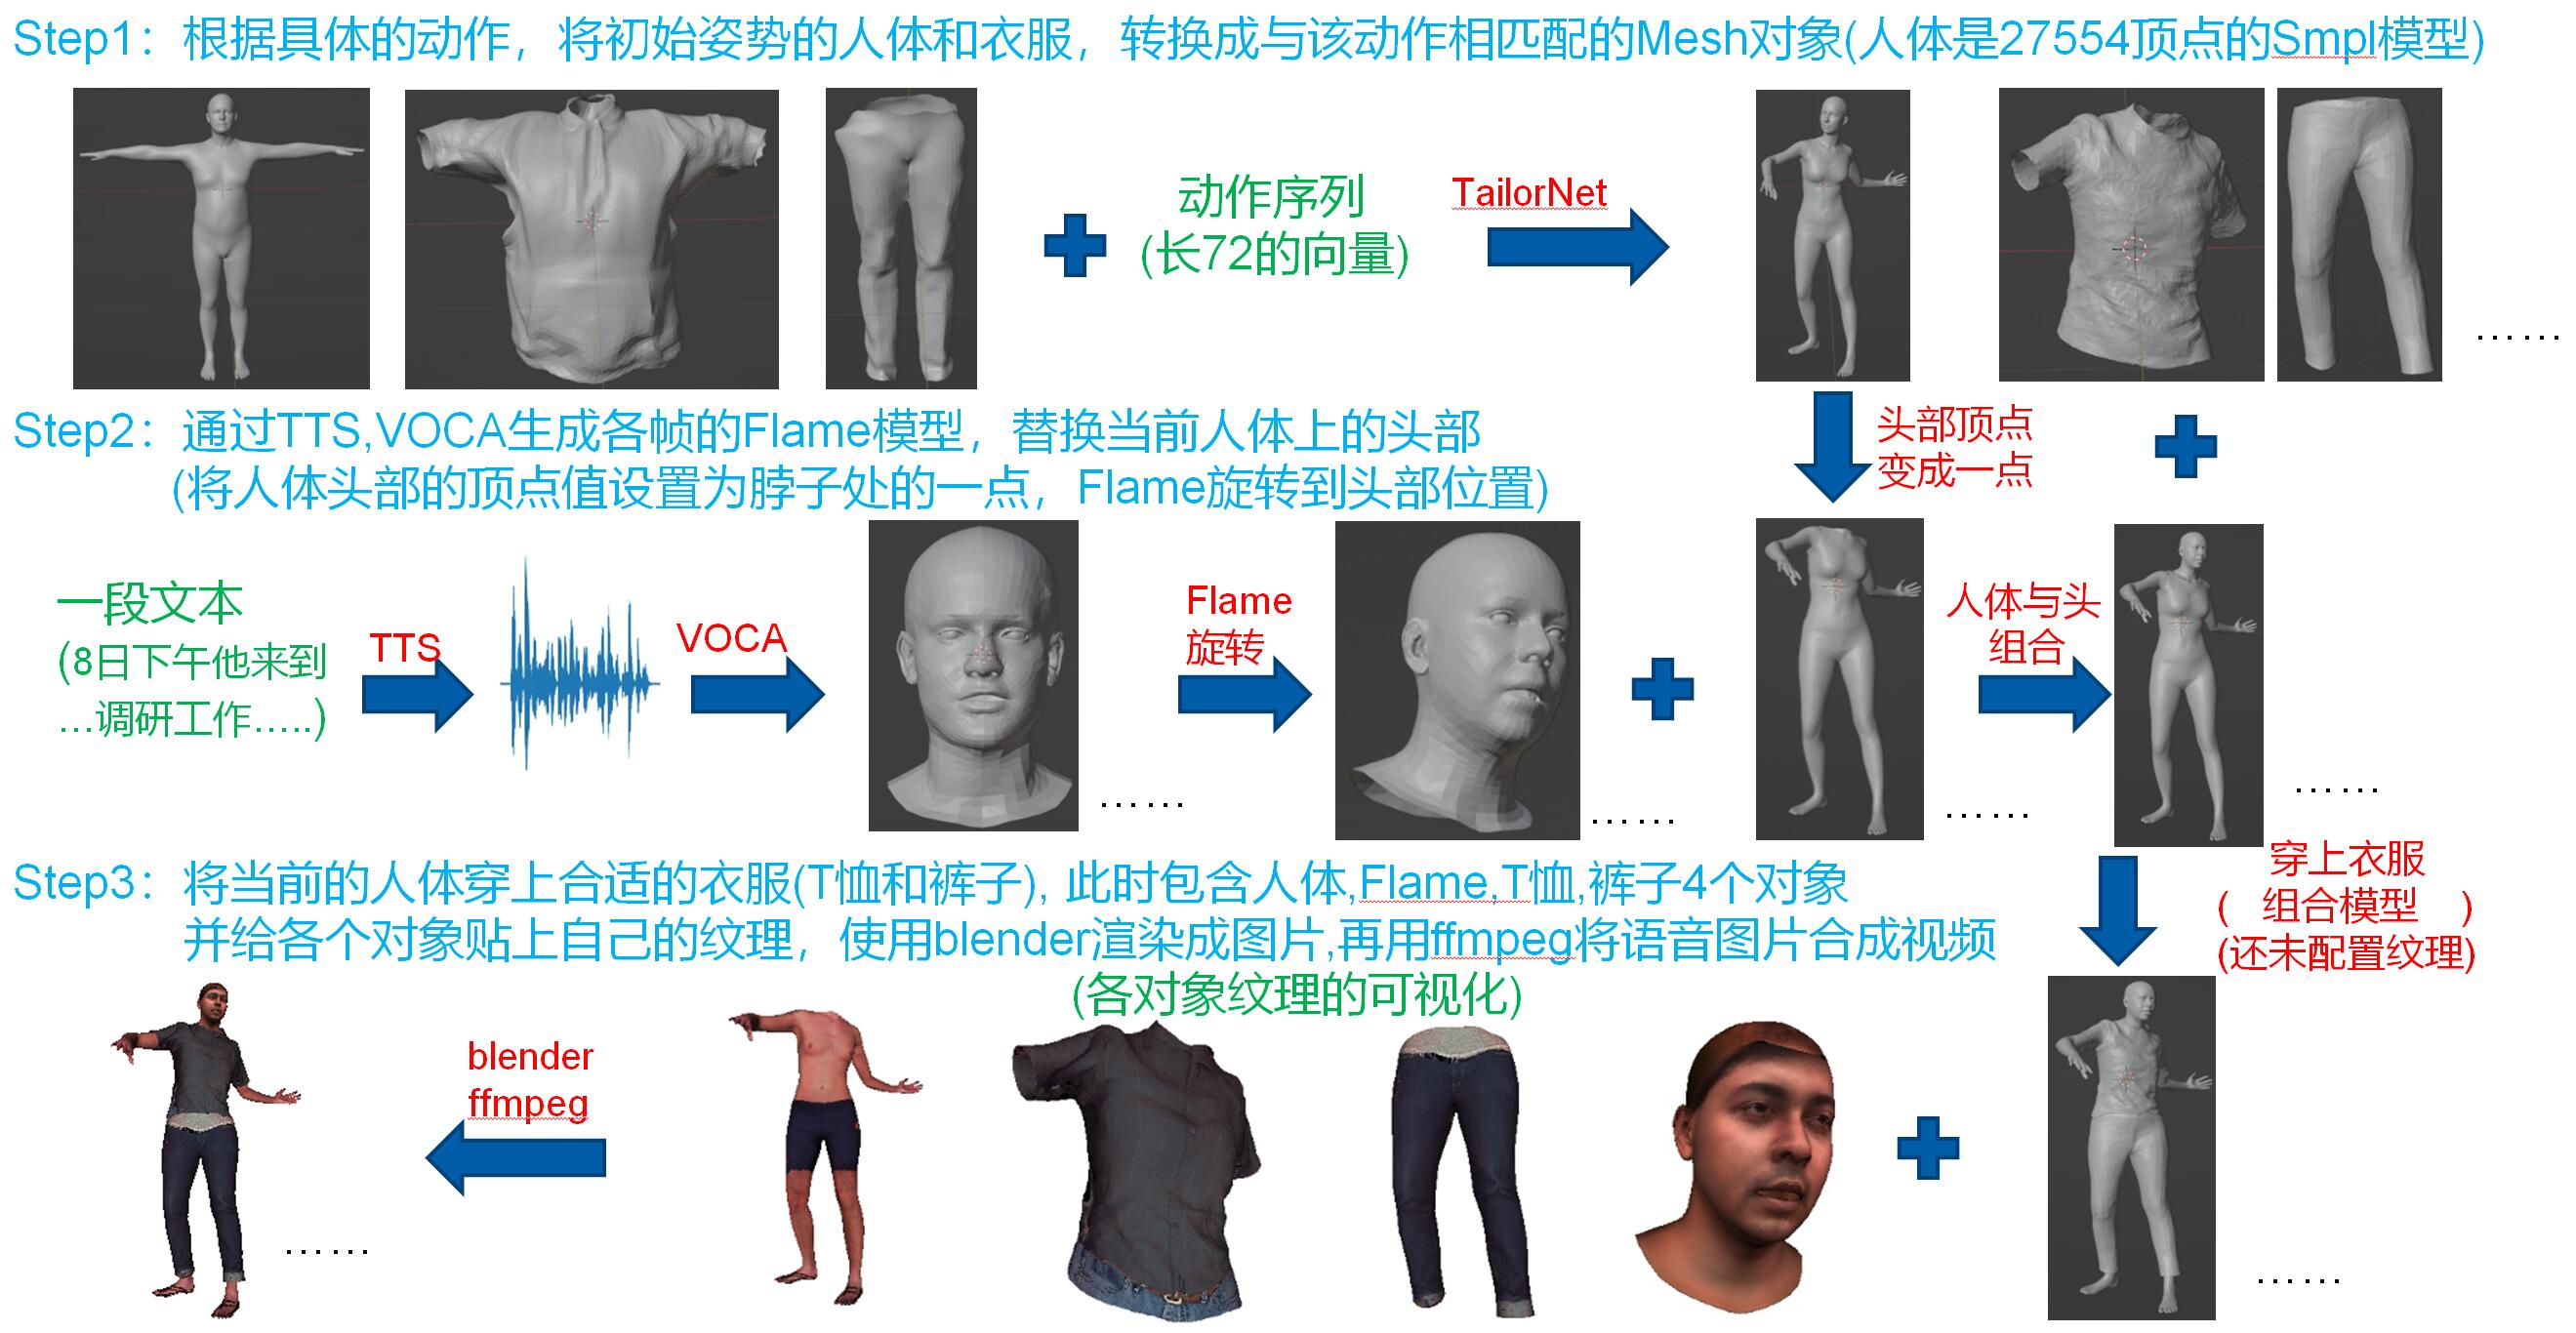 Step1：根据具体的动作，将初始姿势的人体和衣服，转换成与该动作相匹配的Mesh对象(人体是27554顶点的Smpl模型)
动作序列
(长72的向量)
TailorNet
……
Step2：通过TTS,VOCA生成各帧的Flame模型，替换当前人体上的头部
(将人体头部的顶点值设置为脖子处的一点，Flame旋转到头部位置)
头部顶点
变成一点
一段文本
(8日下午他来到
…调研工作…..)
TTS
VOCA
……
Flame
旋转
……
……
人体与头
组合
……
Step3：将当前的人体穿上合适的衣服(T恤和裤子), 此时包含人体,Flame,T恤,裤子4个对象
并给各个对象贴上自己的纹理，使用blender渲染成图片,再用ffmpeg将语音图片合成视频
(各对象纹理的可视化)
穿上衣服
( 组合模型 )
(还未配置纹理)
blender
ffmpeg
……
……